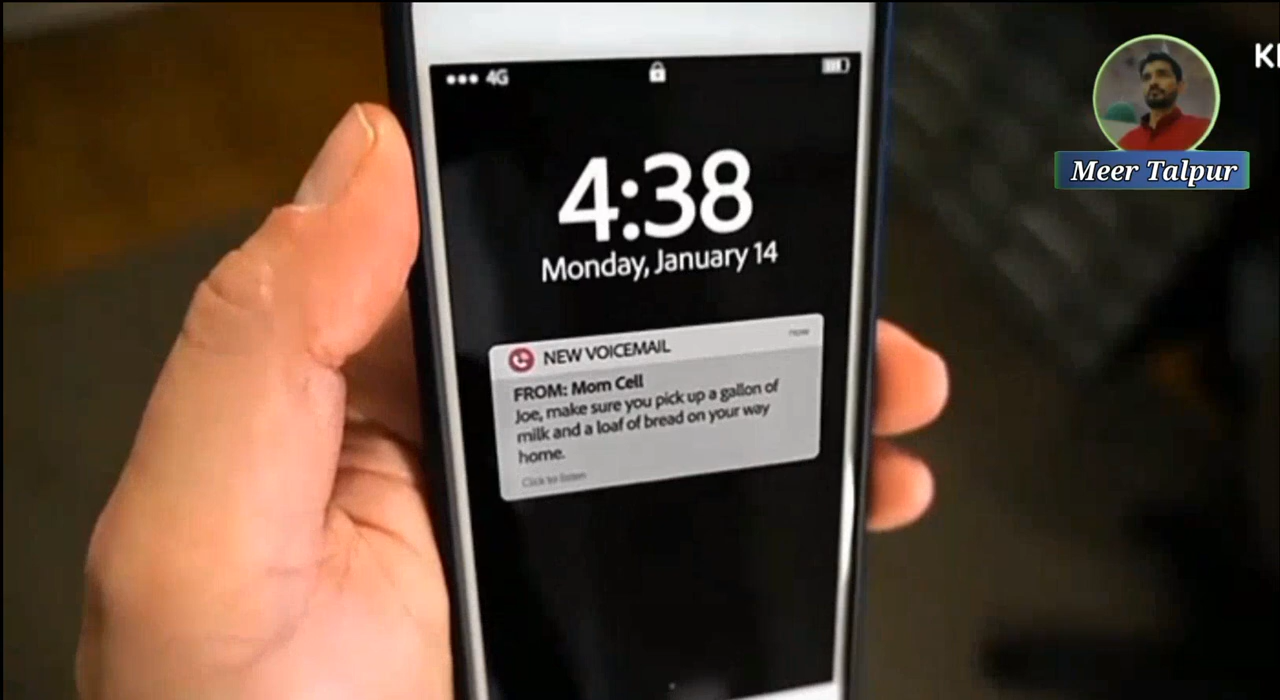 4G
4:38
Monday, January 14
NEW VOICEMAIL
now
FROM: Mom Cell
Joe, make sure you pick up a gallon of
milk and a loaf of bread on your way
home.
Click to listen
Meer Talpur